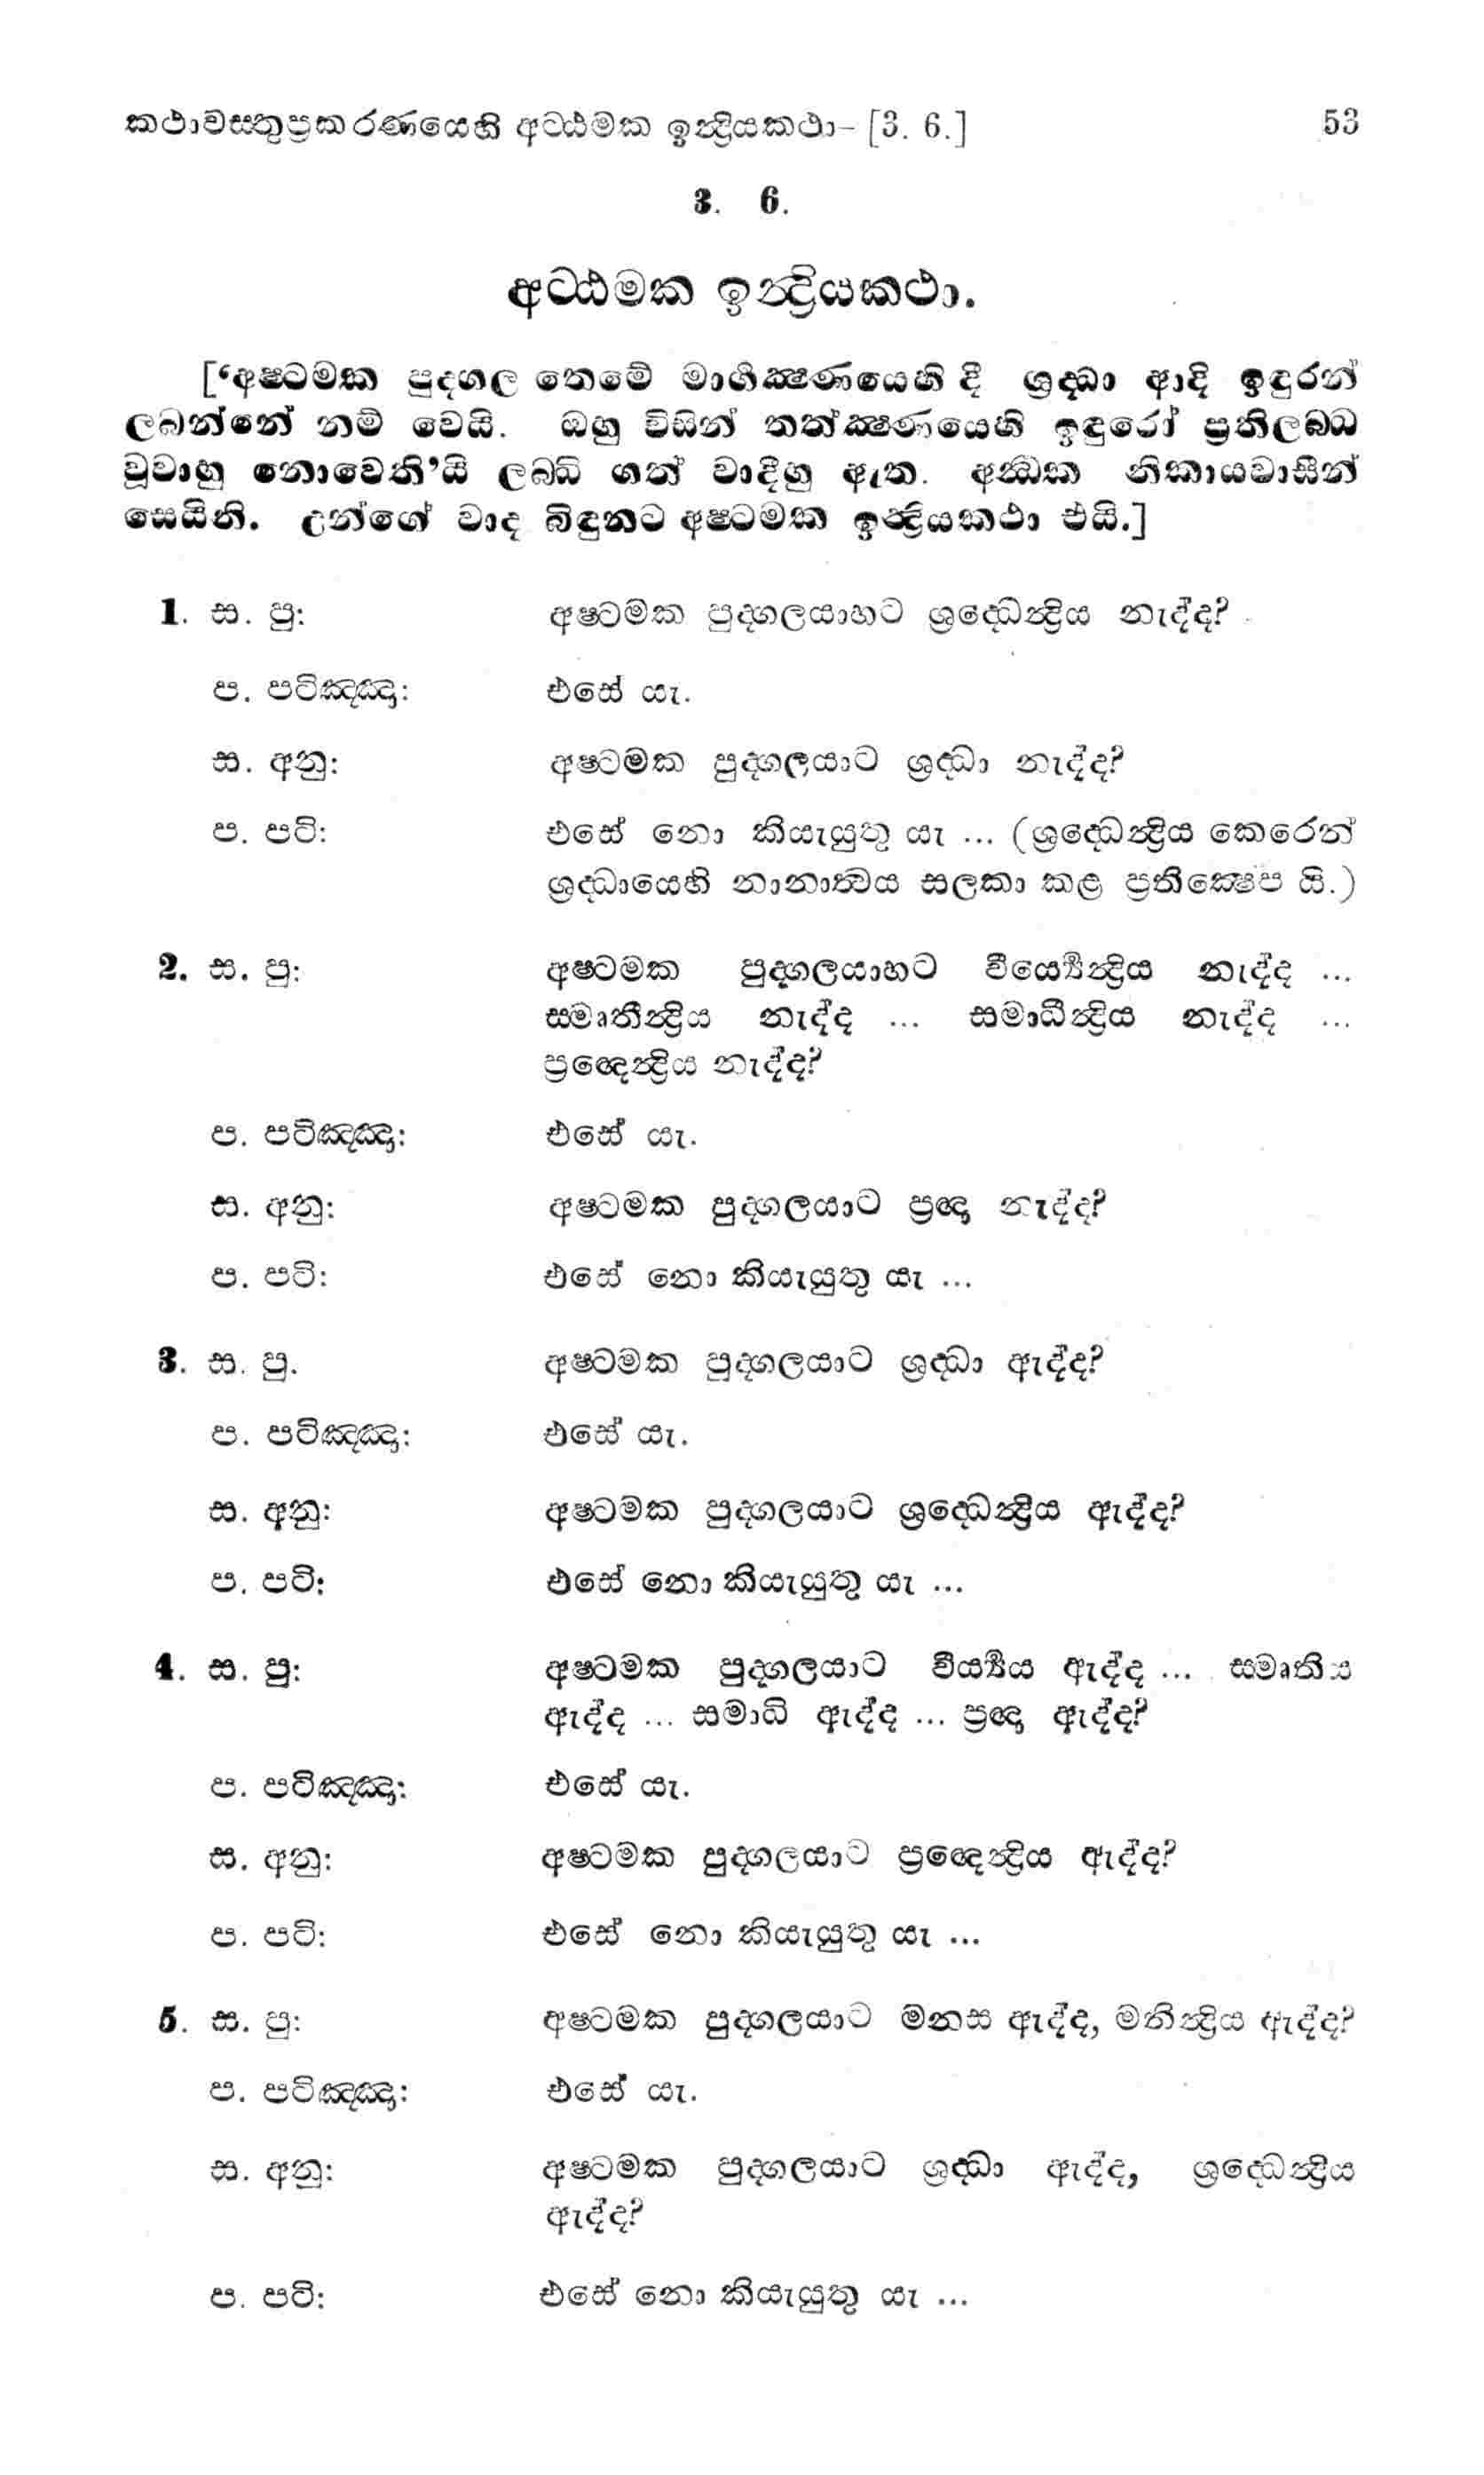 කථාවස්තුප්‍රකරණයෙහි අට්ඨමක ඉන්ද්‍රියකථා- [3. 6.] 53
3. 6.
අට්ඨමක ඉන්ද්‍රියකථා.
[‘අෂ්ටමක පුද්ගල තෙමේ මාර්ගක්ෂණයෙහි දී ශ්‍රද්ධා ආදි ඉඳුරන්
ලබන්නේ නම් වෙයි. ඔහු විසින් තත්ක්ෂණයෙහි ඉඳුරෝ ප්‍රතිලබ්ධ
වූවාහු නොවෙති’යි ලබ්ධි ගත් වාදීහු ඇත. අන්ධක නිකායවාසීන්
සෙයිනි. උන්ගේ වාද බිඳුනට අෂ්ටමක ඉන්ද්‍රියකථා එයි.]
1. ස. පු: අෂ්ටමක පුද්ගලයාහට ශ්‍රද්ධෙන්ද්‍රිය නැද්ද?
ප. පටිඤ්ඤා: එසේ යැ.
ස. අනු: අෂ්ටමක පුද්ගලයාට ශ්‍රද්ධා නැද්ද?
ප. පටි: එසේ නො කියැයුතු යැ ... (ශ්‍රද්ධෙන්ද්‍රිය කෙරෙන්
ශ්‍රද්ධායෙහි නානාත්වය සලකා කළ ප්‍රතික්ෂෙප යි.)
2. ස. පු: අෂ්ටමක පුද්ගලයාහට වීර්‍ය්‍යෙන්ද්‍රිය නැද්ද ...
ස්මෘතීන්ද්‍රිය නැද්ද ... සමාධීන්ද්‍රිය නැද්ද ...
ප්‍රඥෙන්ද්‍රිය නැද්ද?
ප. පටිඤ්ඤා: එසේ යැ.
ස. අනු: අෂ්ටමක පුද්ගලයාට ප්‍රඥා නැද්ද?
ප. පටි: එසේ නො කියැයුතු යැ ...
3. ස. පු. අෂ්ටමක පුද්ගලයාට ශ්‍රද්ධා ඇද්ද?
ප. පටිඤ්ඤා: එසේ යැ.
ස. අනු: අෂ්ටමක පුද්ගලයාට ශ්‍රද්ධෙන්ද්‍රිය ඇද්ද?
ප. පටි: එසේ නො කියැයුතු යැ ...
4. ස. පු: අෂ්ටමක පුද්ගලයාට වීර්‍ය්‍යය ඇද්ද ... ස්මෘතිය
ඇද්ද ... සමාධි ඇද්ද ... ප්‍රඥා ඇද්ද?
ප. පටිඤ්ඤා: එසේ යැ.
ස. අනු: අෂ්ටමක පුද්ගලයාට ප්‍රඥෙන්ද්‍රිය ඇද්ද?
ප. පටි: එසේ නො කියැයුතු යැ ...
5. ස. පු: අෂ්ටමක පුද්ගලයාට මනස ඇද්ද, මනින්ද්‍රිය ඇද්ද?
ප. පටිඤ්ඤා: එසේ යැ.
ස. අනු: අෂ්ටමක පුද්ගලයාට ශ්‍රද්ධා ඇද්ද, ශ්‍රද්ධෙන්ද්‍රිය
ඇද්ද?
ප. පටි: එසේ නො කියැයුතු යැ ...